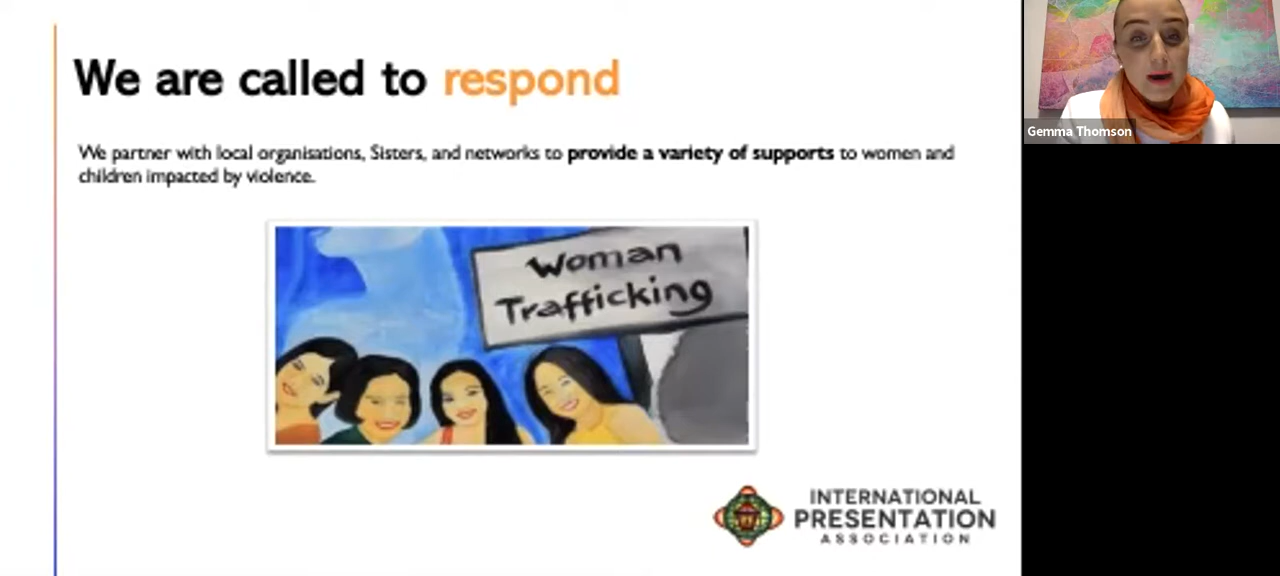 We are called to respond
We partner with local organisations, Sisters, and networks to provide a variety of supports to women and
children impacted by violence.
Woman
Trafficking
INTERNATIONAL
PRESENTATION
ASSOCIATION
Gemma Thomson